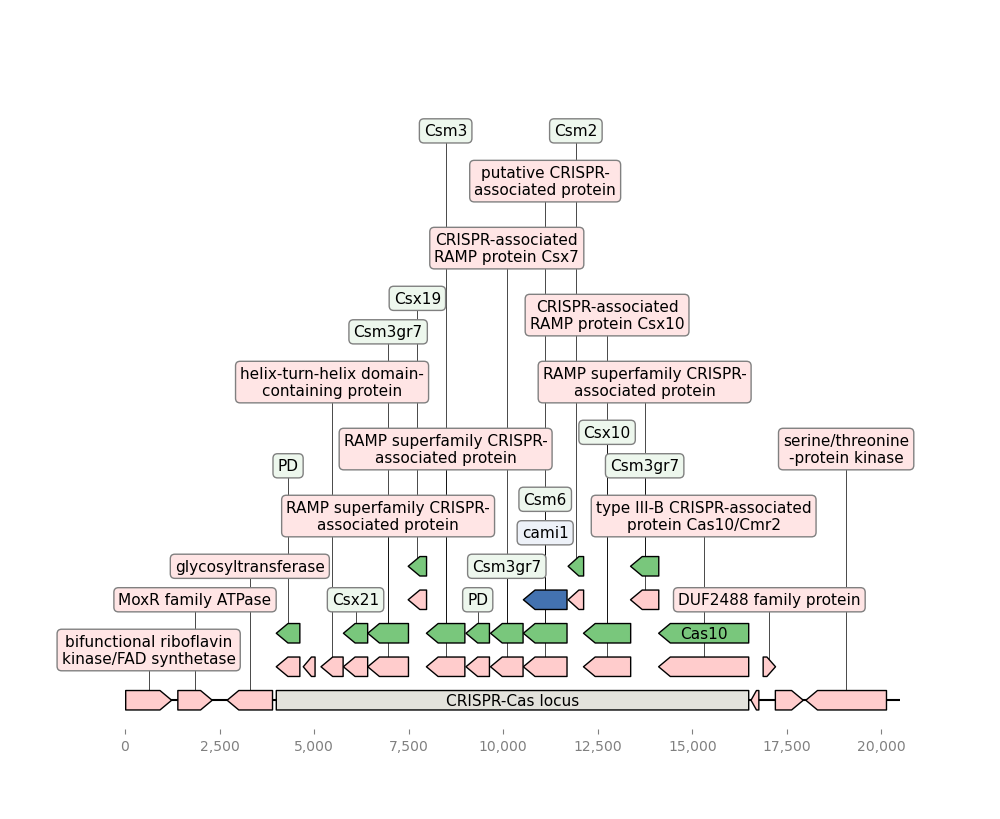 Csm3
Csm2
putative CRISPR-
associated protein
CRISPR-associated
RAMP protein Csx7
Csx19
CRISPR-associated
RAMP protein Csx10
Csm3gr7
helix-turn-helix domain-
containing protein
RAMP superfamily CRISPR-
associated protein
Csx10
RAMP superfamily CRISPR-
associated protein
serine/threonine
-protein kinase
PD
Csm3gr7
Csm6
RAMP superfamily CRISPR-
associated protein
type III-B CRISPR-associated
protein Cas10/Cmr2
cami1
glycosyltransferase
Csm3gr7
MoxR family ATPase
Csx21
PD
DUF2488 family protein
bifunctional riboflavin
kinase/FAD synthetase
Cas10
CRISPR-Cas locus
0
2,500
5,000
7,500
10,000
12,500
15,000
17,500
20,000